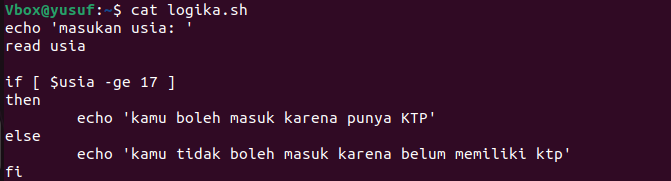 Vbox@yusuf:~$ cat logika.sh
echo 'masukan usia: '
read usia

if [ $usia -ge 17 ]
then
        echo 'kamu boleh masuk karena punya KTP'
else
        echo 'kamu tidak boleh masuk karena belum memiliki ktp'
fi